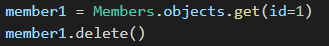 member1 = Members.objects.get(id=1)
member1.delete()